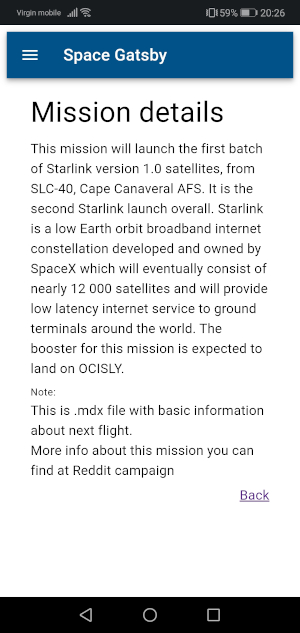 Virgin mobile 59% 20:26
Space Gatsby
Mission details
This mission will launch the first batch
of Starlink version 1.0 satellites, from
SLC-40, Cape Canaveral AFS. It is the
second Starlink launch overall. Starlink
is a low Earth orbit broadband internet
constellation developed and owned by
SpaceX which will eventually consist of
nearly 12 000 satellites and will provide
low latency internet service to ground
terminals around the world. The
booster for this mission is expected to
land on OCISLY.
Note:
This is .mdx file with basic information
about next flight.
More info about this mission you can
find at Reddit campaign
Back